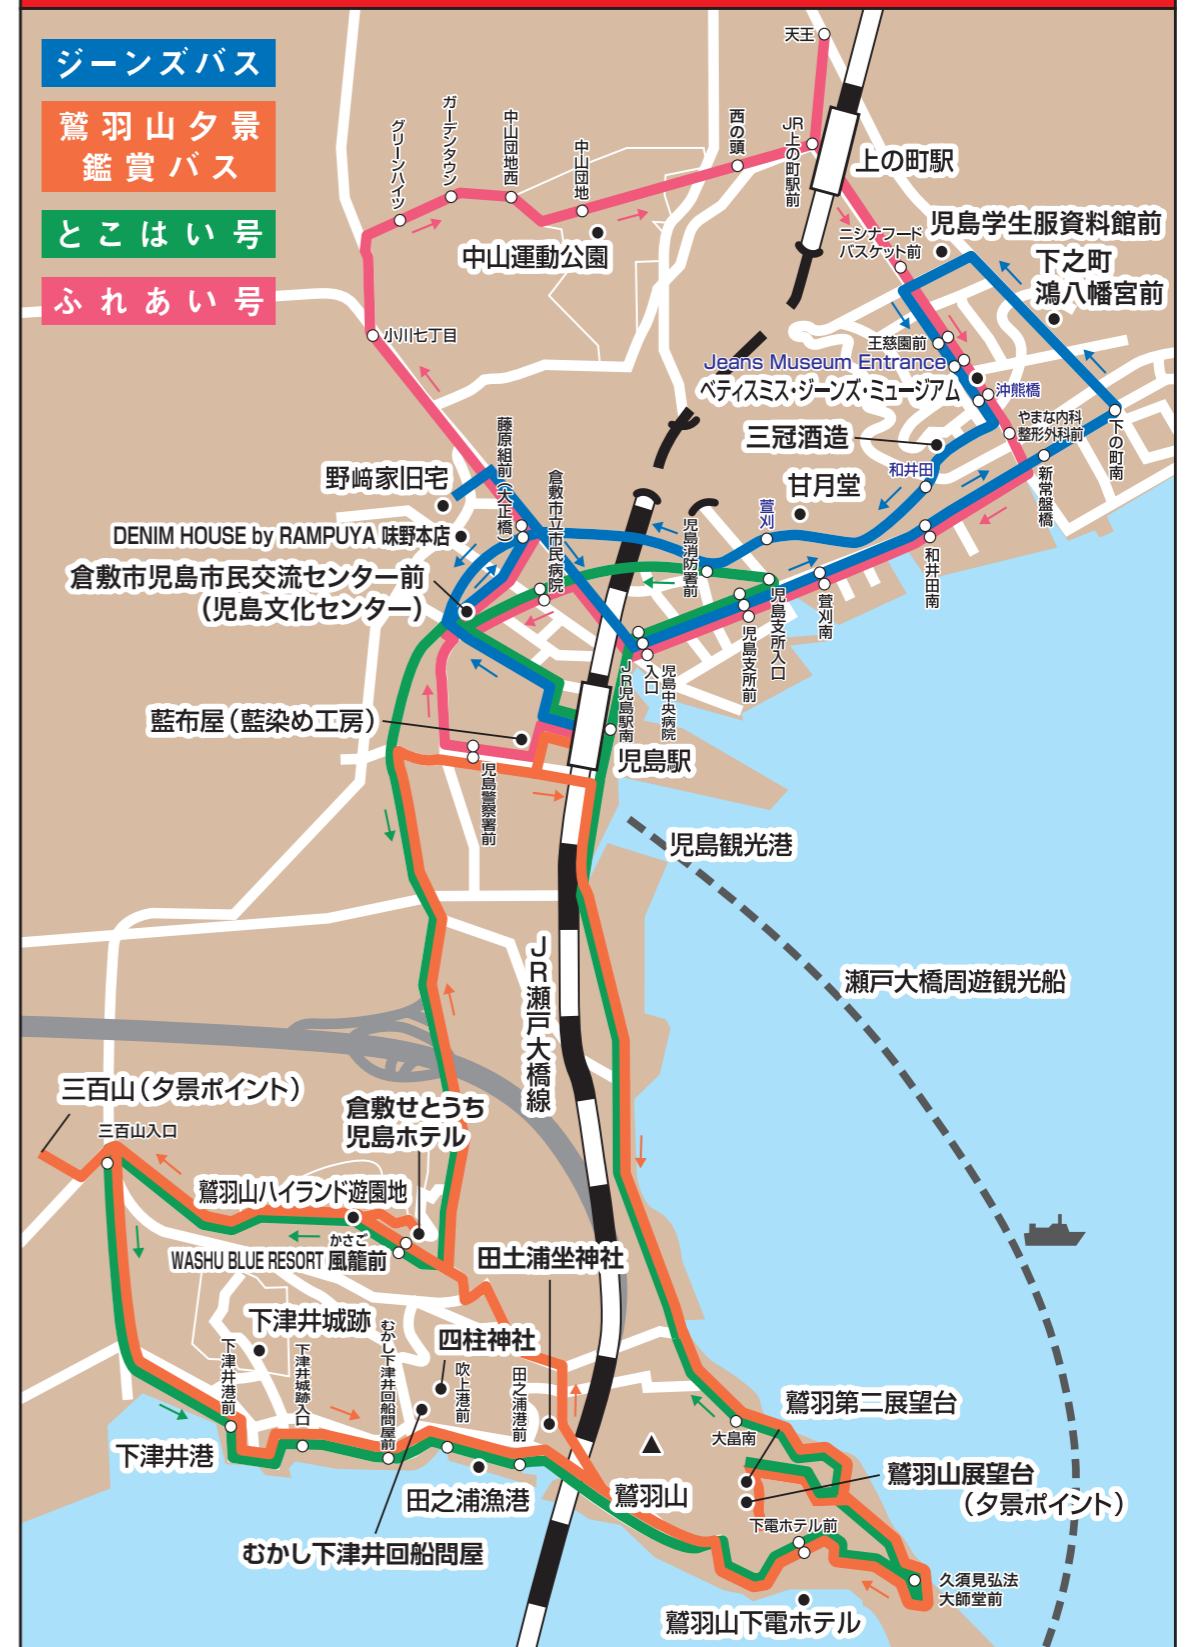 ジーンズバス
鷲羽山夕景
鑑賞バス
とこはい号
ふれあい号
天王
JR上の町駅前
上の町駅
西の頭
中山団地
中山団地西
ガーデンタウン
グリーンハイツ
中山運動公園
小川七丁目
ニシナフード
バスケット前
児島学生服資料館前
下之町
鴻八幡宮前
王慈園前
Jeans Museum Entrance
ベティスミス・ジーンズ・ミュージアム
沖熊橋
やまな内科
整形外科前
下の町南
新常盤橋
三冠酒造
和井田
甘月堂
萱刈
児島消防署前
和井田南
萱刈南
児島支所入口
児島支所前
児島中央病院
入口
JR児島駅南
児島駅
藤原組前(大正橋)
倉敷市立市民病院
野﨑家旧宅
DENIM HOUSE by RAMPUYA 味野本店
倉敷市児島市民交流センター前
(児島文化センター)
藍布屋(藍染め工房)
児島警察署前
児島観光港
瀬戸大橋周遊観光船
JR瀬戸大橋線
三百山(夕景ポイント)
三百山入口
倉敷せとうち
児島ホテル
鷲羽山ハイランド遊園地
かさご
WASHU BLUE RESORT 風籠前
田土浦坐神社
下津井城跡
四柱神社
下津井港前
下津井城跡入口
むかし下津井回船問屋前
吹上港前
田之浦港前
下津井港
田之浦漁港
むかし下津井回船問屋
鷲羽山
大畠南
鷲羽第二展望台
鷲羽山展望台
(夕景ポイント)
下電ホテル前
久須見弘法
大師堂前
鷲羽山下電ホテル